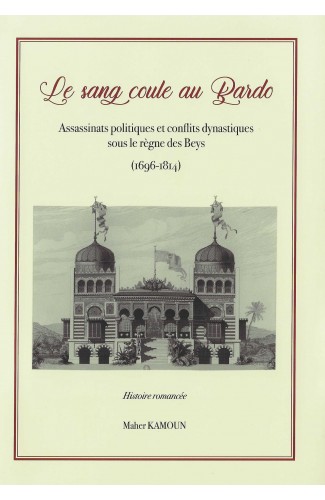 Le sang coule au Bardo
Assassinats politiques et conflits dynastiques
sous le règne des Beys
(1696-1814)
Histoire romancée
Maher KAMOUN